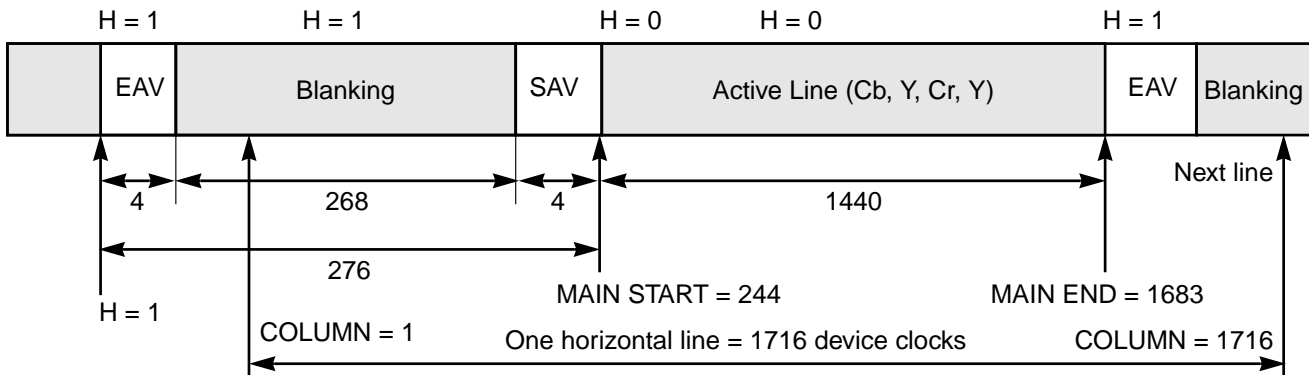 H = 1 H = 1 H = 0 H = 0 H = 1
EAV Blanking SAV Active Line (Cb, Y, Cr, Y) EAV Blanking
Next line
4 268 4 1440
276
MAIN START = 244 MAIN END = 1683
H = 1
COLUMN = 1 One horizontal line = 1716 device clocks COLUMN = 1716